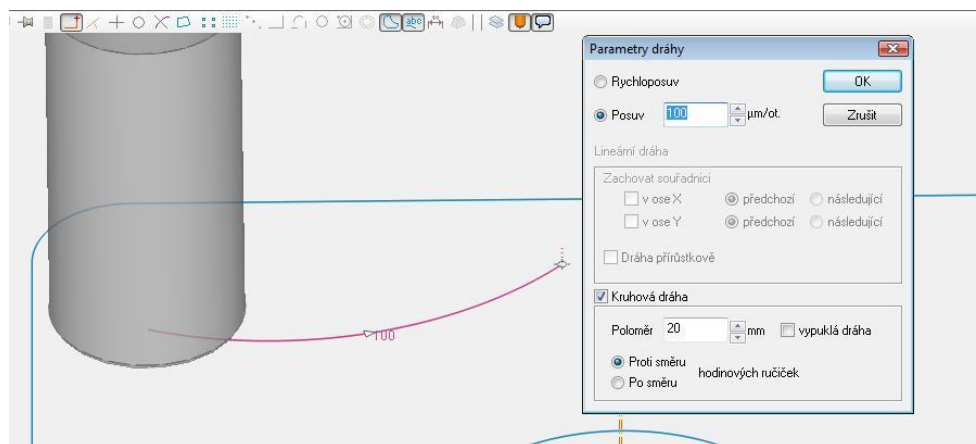 abc
Parametry dráhy
Rychloposuv
OK
Posuv 100 µm/ot.
Zrušit
Lineární dráha
Zachovat souřadnici
v ose X předchozí následující
v ose Y předchozí následující
Dráha přírůstkově
Kruhová dráha
Poloměr 20 mm vypuklá dráha
Proti směru
hodinových ručiček
Po směru
100